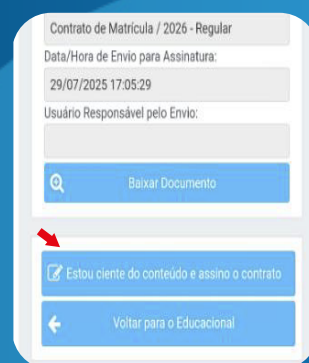 Contrato de Matrícula / 2026 - Regular
Data/Hora de Envio para Assinatura:
29/07/2025 17:05:29
Usuário Responsável pelo Envio:
Baixar Documento
Estou ciente do conteúdo e assino o contrato
Voltar para o Educacional